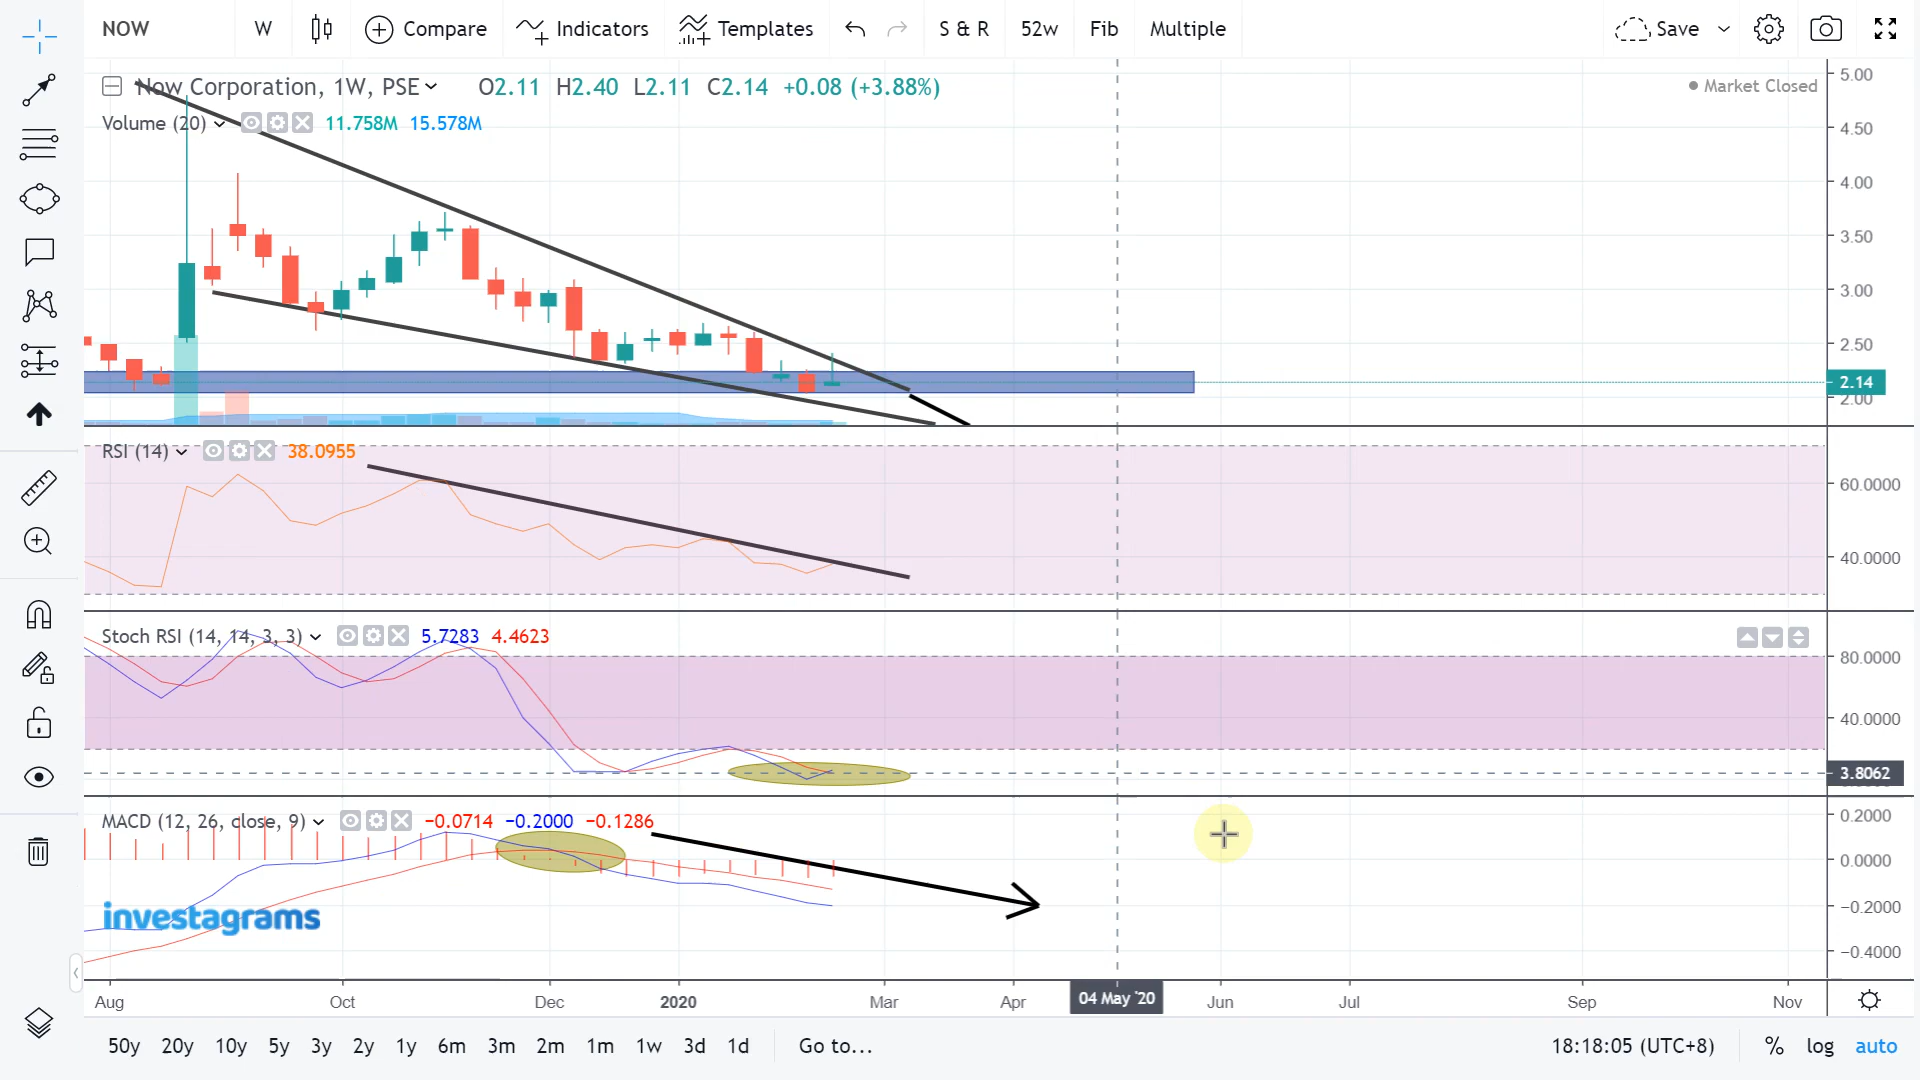 NOW W Compare Indicators Templates S & R 52w Fib Multiple Save
Now Corporation, 1W, PSE O2.11 H2.40 L2.11 C2.14 +0.08 (+3.88%) Market Closed
Volume (20) 11.758M 15.578M
5.00
4.50
4.00
3.50
3.00
2.50
2.14
2.00
RSI (14) 38.0955
60.0000
40.0000
Stoch RSI (14, 14, 3, 3) 5.7283 4.4623
80.0000
40.0000
3.8062
MACD (12, 26, close, 9) −0.0714 −0.2000 −0.1286
0.2000
0.0000
−0.2000
−0.4000
investagrams
Aug Oct Dec 2020 Mar Apr 04 May '20 Jun Jul Sep Nov
50y 20y 10y 5y 3y 2y 1y 6m 3m 2m 1m 1w 3d 1d Go to... 18:18:05 (UTC+8) % log auto